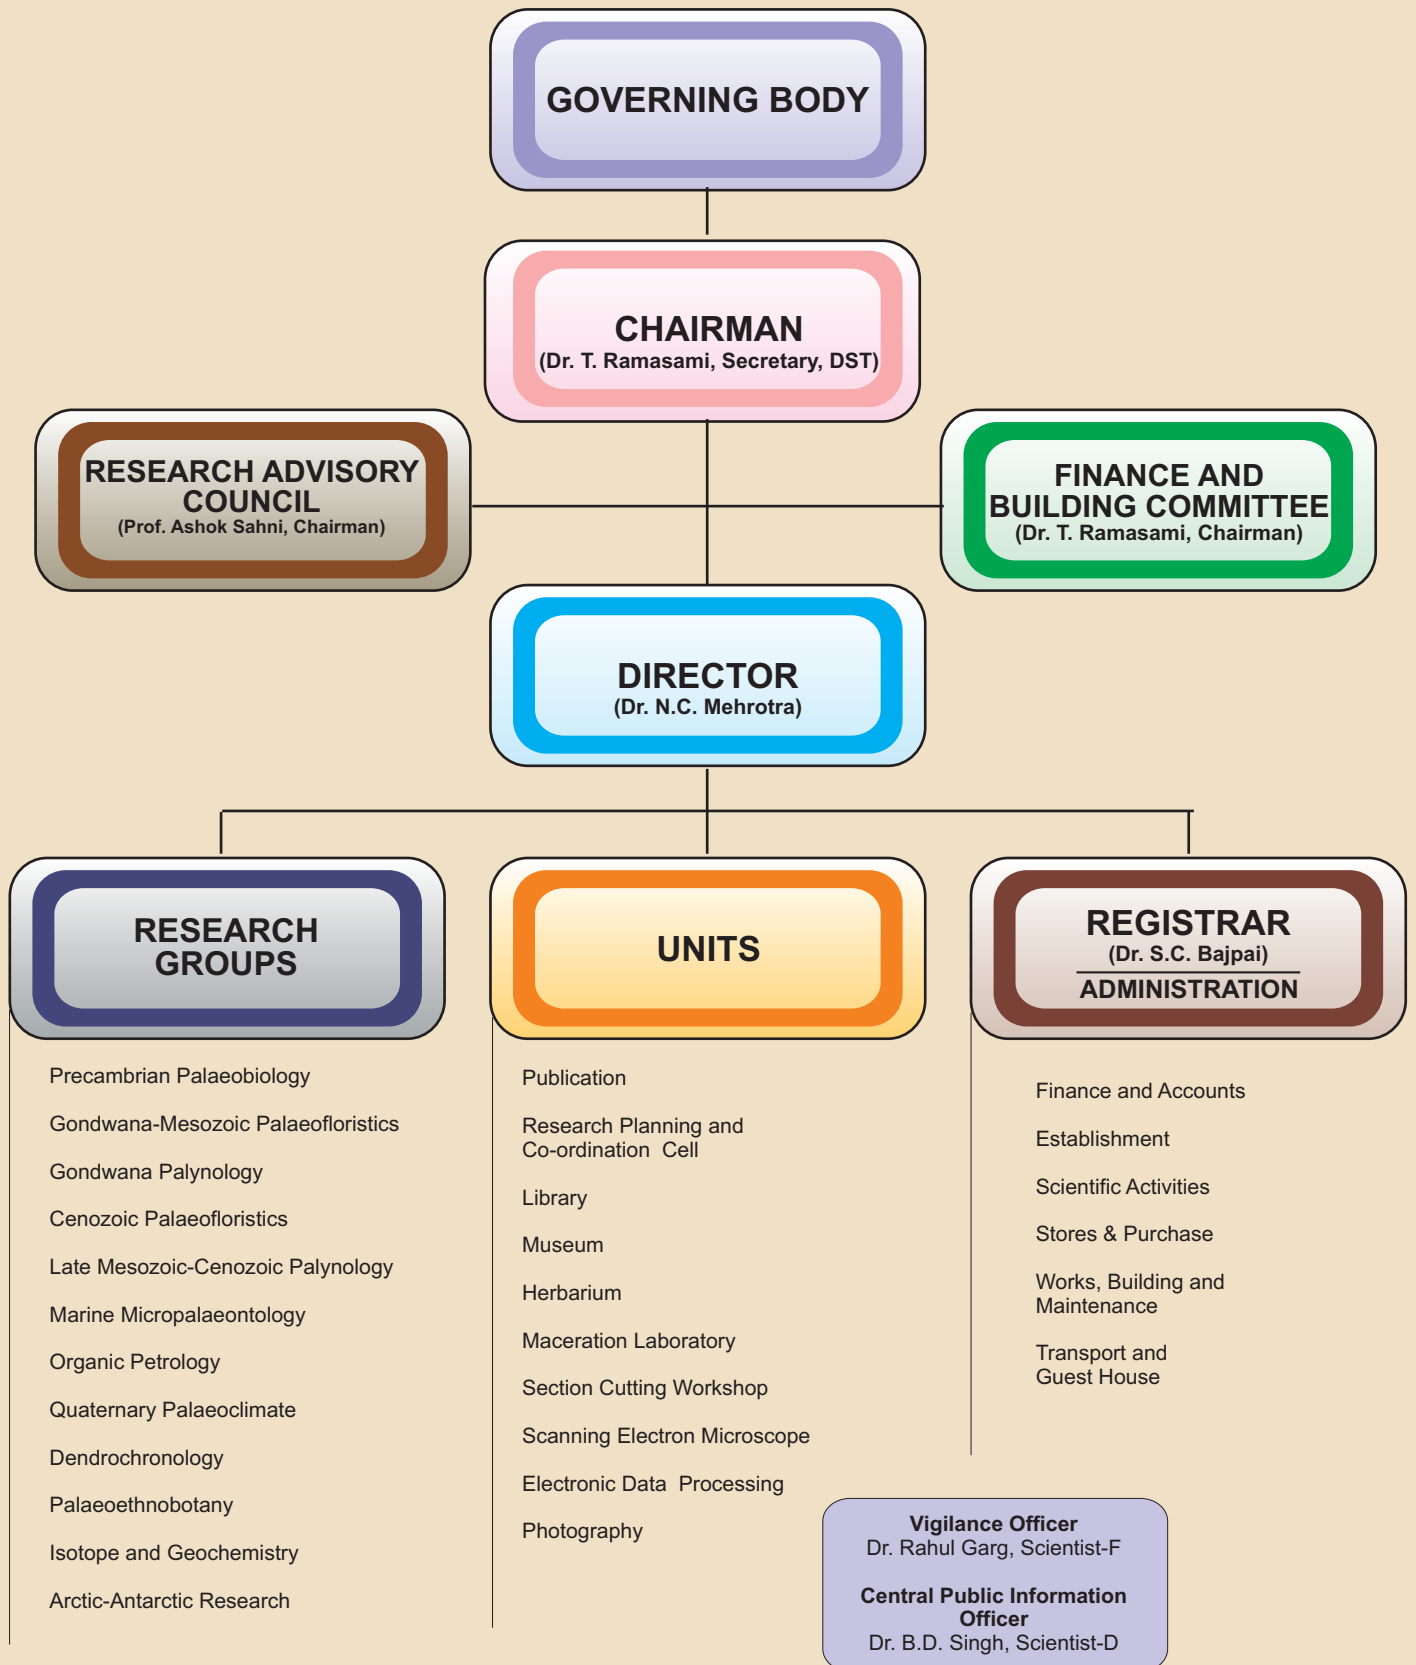 GOVERNING BODY
CHAIRMAN
(Dr. T. Ramasami, Secretary, DST)
RESEARCH ADVISORY
COUNCIL
(Prof. Ashok Sahni, Chairman)
FINANCE AND
BUILDING COMMITTEE
(Dr. T. Ramasami, Chairman)
DIRECTOR
(Dr. N.C. Mehrotra)
RESEARCH
GROUPS
Precambrian Palaeobiology
Gondwana-Mesozoic Palaeofloristics
Gondwana Palynology
Cenozoic Palaeofloristics
Late Mesozoic-Cenozoic Palynology
Marine Micropalaeontology
Organic Petrology
Quaternary Palaeoclimate
Dendrochronology
Palaeoethnobotany
Isotope and Geochemistry
Arctic-Antarctic Research
UNITS
Publication
Research Planning and
Co-ordination Cell
Library
Museum
Herbarium
Maceration Laboratory
Section Cutting Workshop
Scanning Electron Microscope
Electronic Data Processing
Photography
REGISTRAR
(Dr. S.C. Bajpai)
ADMINISTRATION
Finance and Accounts
Establishment
Scientific Activities
Stores & Purchase
Works, Building and
Maintenance
Transport and
Guest House
Vigilance Officer
Dr. Rahul Garg, Scientist-F
Central Public Information
Officer
Dr. B.D. Singh, Scientist-D